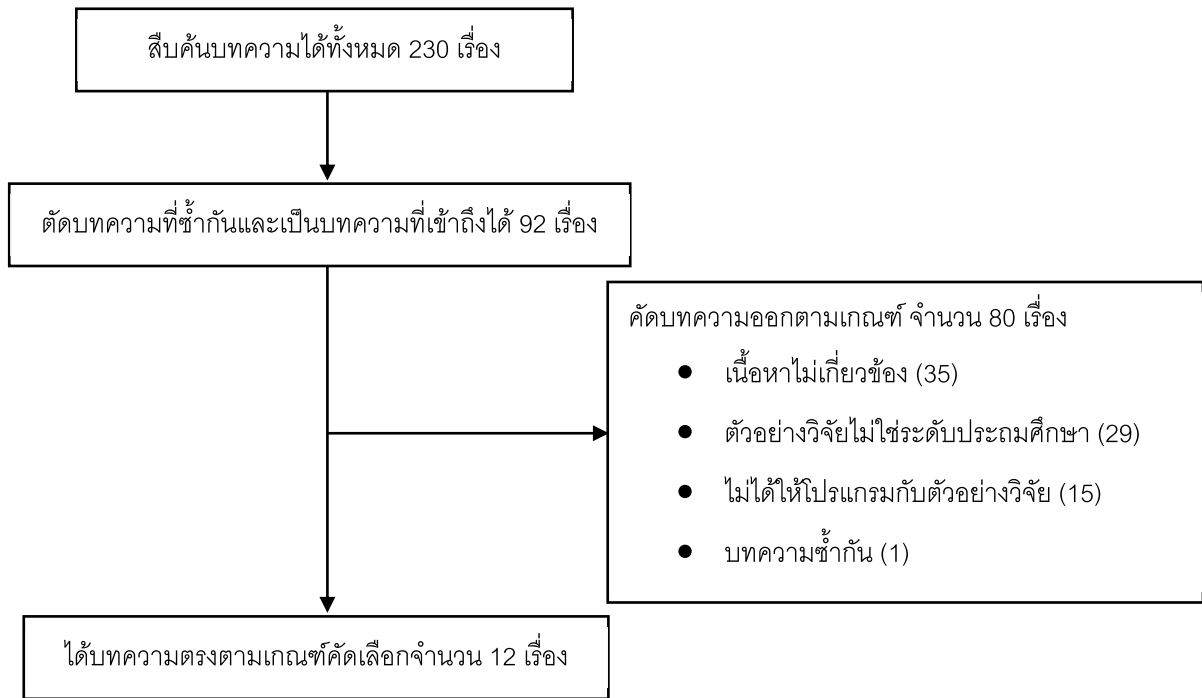 สืบค้นบทความได้ทั้งหมด 230 เรื่อง
ตัดบทความที่ซ้ำกันและเป็นบทความที่เข้าถึงได้ 92 เรื่อง
คัดบทความออกตามเกณฑ์ จำนวน 80 เรื่อง
● เนื้อหาไม่เกี่ยวข้อง (35)
● ตัวอย่างวิจัยไม่ใช่ระดับประถมศึกษา (29)
● ไม่ได้ให้โปรแกรมกับตัวอย่างวิจัย (15)
● บทความซ้ำกัน (1)
ได้บทความตรงตามเกณฑ์คัดเลือกจำนวน 12 เรื่อง